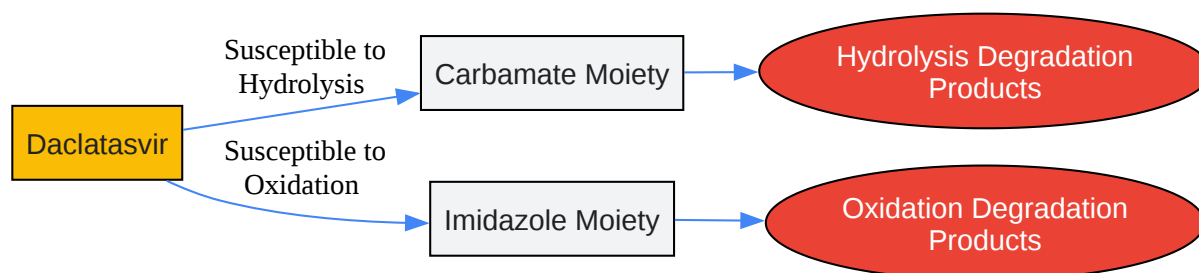 Susceptible to
Hydrolysis
Carbamate Moiety
Hydrolysis Degradation
Products
Daclatasvir
Susceptible to
Oxidation
Imidazole Moiety
Oxidation Degradation
Products